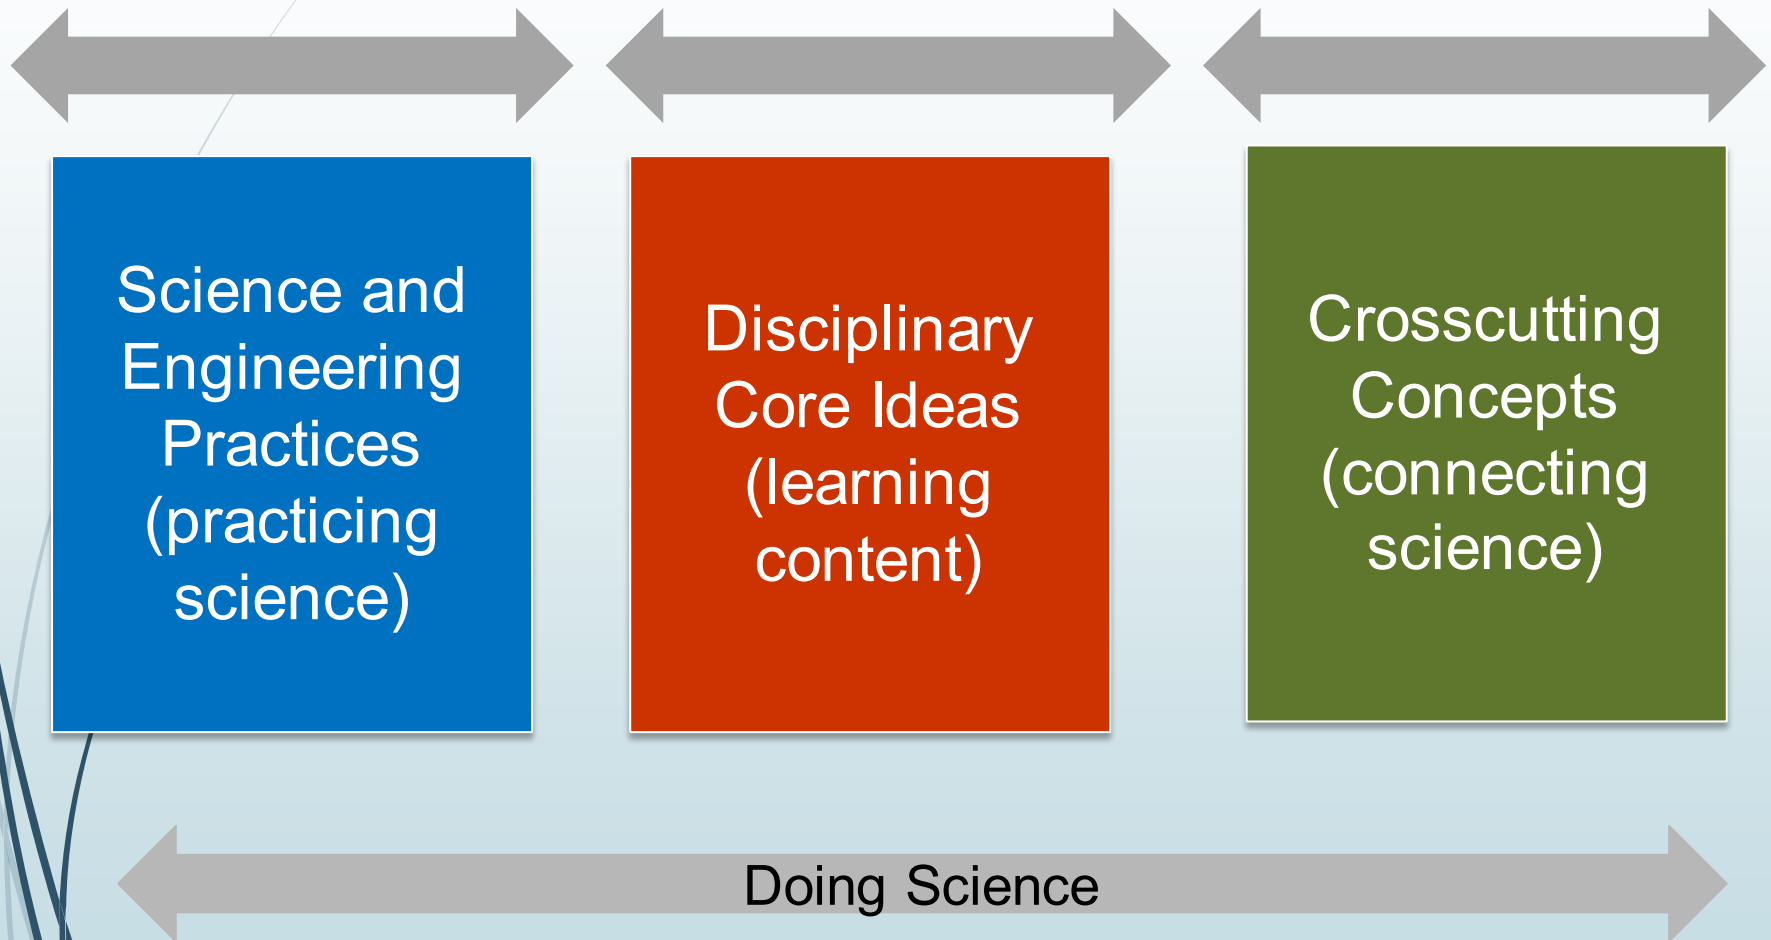 Science and
Engineering
Practices
(practicing
science)
Disciplinary
Core Ideas
(learning
content)
Crosscutting
Concepts
(connecting
science)
Doing Science